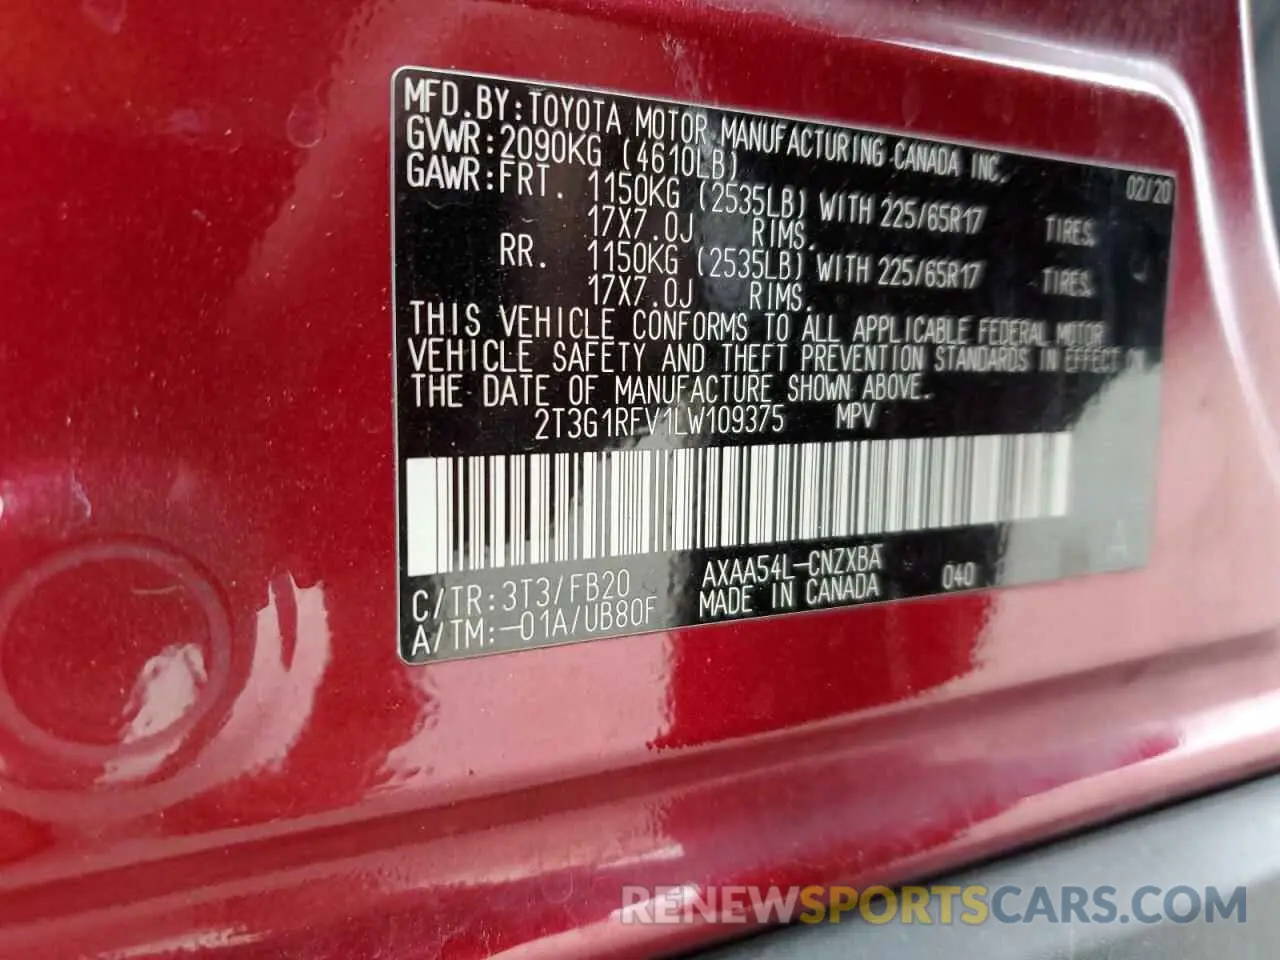 MFD.BY:TOYOTA MOTOR MANUFACTURING CANADA INC. 02/20
GVWR:2090KG (4610LB)
GAWR:FRT. 1150KG (2535LB) WITH 225/65R17 TIRES,
17X7.0J RIMS.
RR. 1150KG (2535LB) WITH 225/65R17 TIRES,
17X7.0J RIMS.
THIS VEHICLE CONFORMS TO ALL APPLICABLE FEDERAL MOTOR
VEHICLE SAFETY AND THEFT PREVENTION STANDARDS IN EFFECT ON
THE DATE OF MANUFACTURE SHOWN ABOVE.
2T3G1RFV1LW109375 MPV
C/TR:3T3/FB20 AXAA54L-CNZXBA 040 A
A/TM:-01A/UB80F MADE IN CANADA
RENEWSPORTSCARS.COM